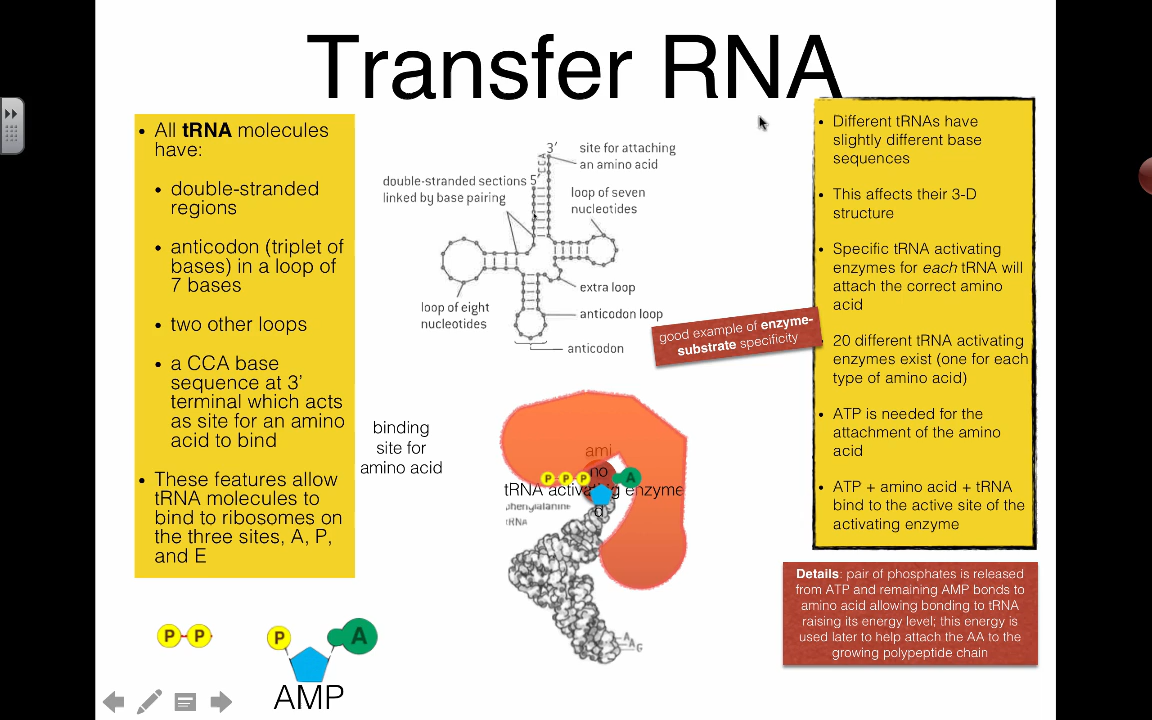 Transfer RNA
• All tRNA molecules
have:
• double-stranded
regions
• anticodon (triplet of
bases) in a loop of
7 bases
• two other loops
• a CCA base
sequence at 3’
terminal which acts
as site for an amino
acid to bind
• These features allow
tRNA molecules to
bind to ribosomes on
the three sites, A, P,
and E
3′
site for attaching
an amino acid
CCA
double-stranded sections
linked by base pairing
5′
loop of seven
nucleotides
extra loop
loop of eight
nucleotides
anticodon loop
anticodon
good example of enzyme-
substrate specificity
binding
site for
amino acid
ami
no
d
P P P
A
tRNA activating enzyme
phenylalanine
tRNA
A
A
G
• Different tRNAs have
slightly different base
sequences
• This affects their 3-D
structure
• Specific tRNA activating
enzymes for each tRNA will
attach the correct amino
acid
• 20 different tRNA activating
enzymes exist (one for each
type of amino acid)
• ATP is needed for the
attachment of the amino
acid
• ATP + amino acid + tRNA
bind to the active site of the
activating enzyme
Details: pair of phosphates is released
from ATP and remaining AMP bonds to
amino acid allowing bonding to tRNA
raising its energy level; this energy is
used later to help attach the AA to the
growing polypeptide chain
P P
P
A
AMP